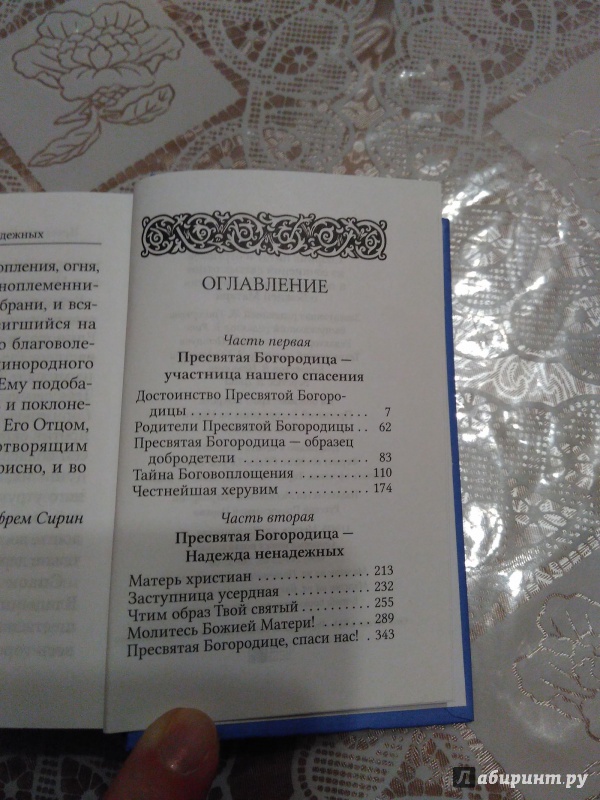 дежных
опления, огня,
ноплеменни-
брани, и вся-
игшийся на
о благоволе-
динородного
Ему подоба-
ь и поклоне-
Его Отцом,
отворящим
рисно, и во
фрем Сирин
ОГЛАВЛЕНИЕ
Часть первая
Пресвятая Богородица —
участница нашего спасения
Достоинство Пресвятой Богоро-
дицы . . . . . . . . . . . . . . . . . . . . 7
Родители Пресвятой Богородицы . . 62
Пресвятая Богородица — образец
добродетели . . . . . . . . . . . . . . . 83
Тайна Боговоплощения . . . . . . . . 110
Честнейшая херувим . . . . . . . . . 174
Часть вторая
Пресвятая Богородица —
Надежда ненадежных
Матерь христиан . . . . . . . . . . . . 213
Заступница усердная . . . . . . . . . 232
Чтим образ Твой святый . . . . . . . 255
Молитесь Божией Матери! . . . . . . 289
Пресвятая Богородице, спаси нас! . 343
Лабиринт.ру